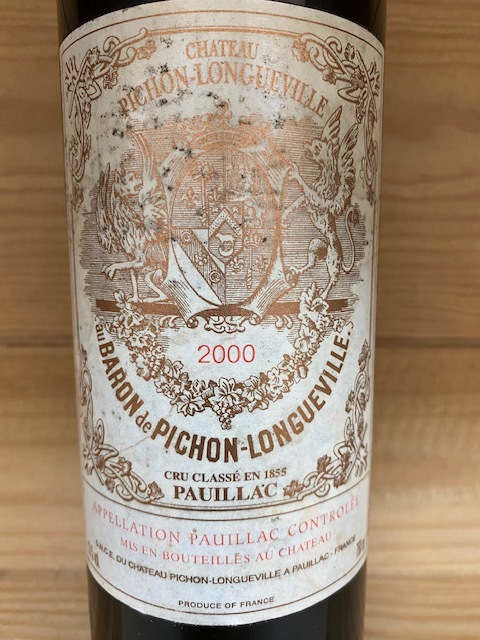 CHATEAU
PICHON-LONGUEVILLE
2000
au BARON de PICHON-LONGUEVILLE
CRU CLASSÉ EN 1855
PAUILLAC
APPELLATION PAUILLAC CONTROLÉE
MIS EN BOUTEILLES AU CHATEAU
S.N.C.E. DU CHATEAU PICHON-LONGUEVILLE A PAUILLAC - FRANCE
PRODUCE OF FRANCE